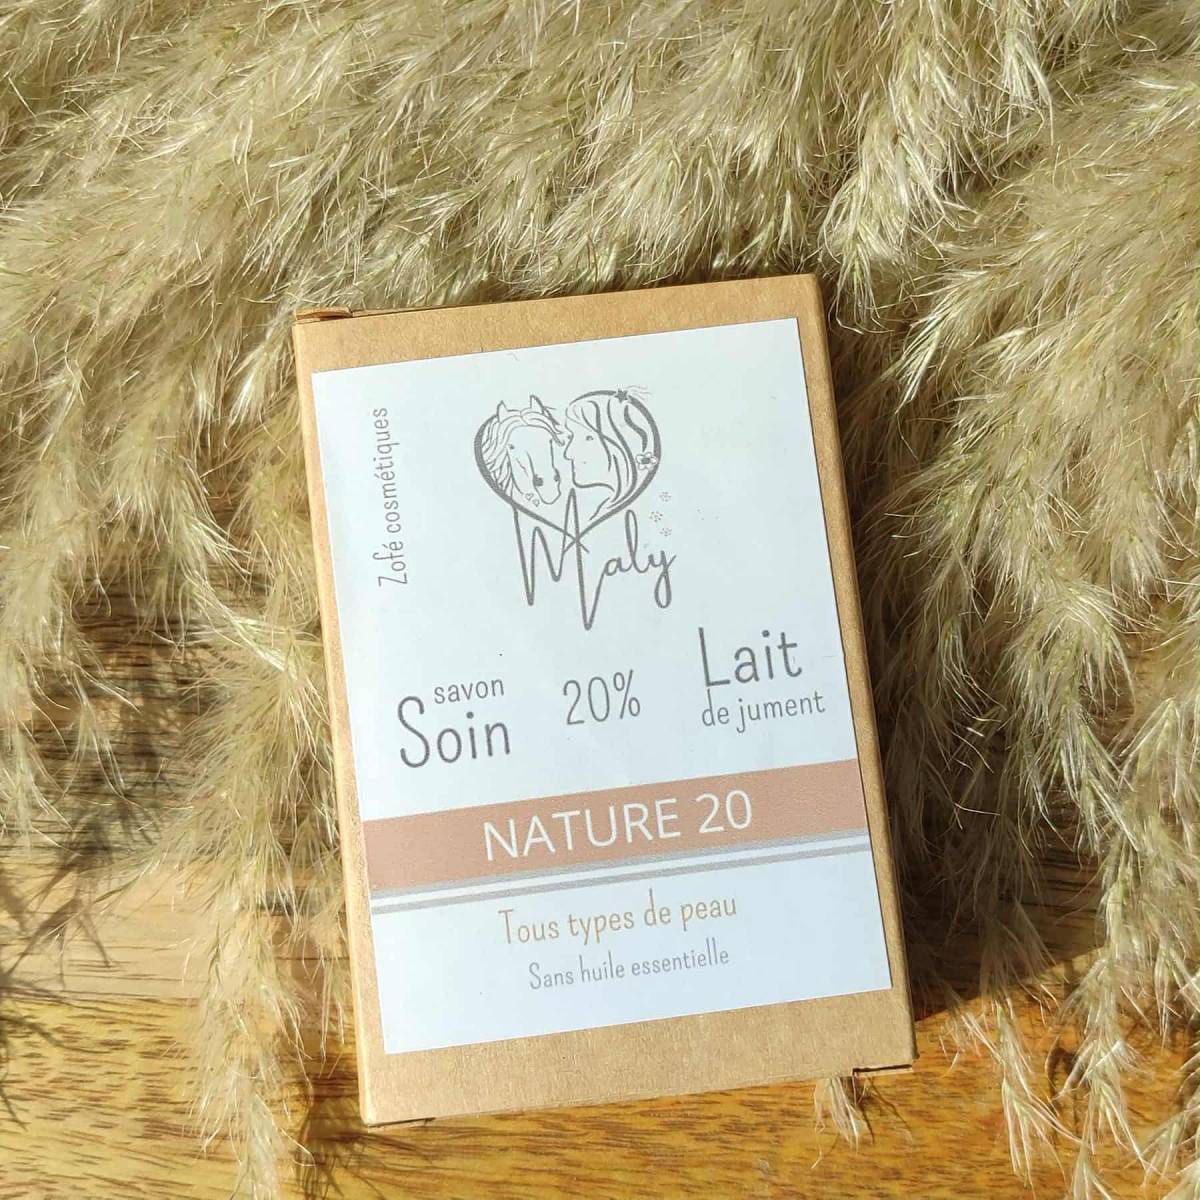 Zofé cosmétiques
Maly
savon
Soin
20%
Lait
de jument
NATURE 20
Tous types de peau
Sans huile essentielle